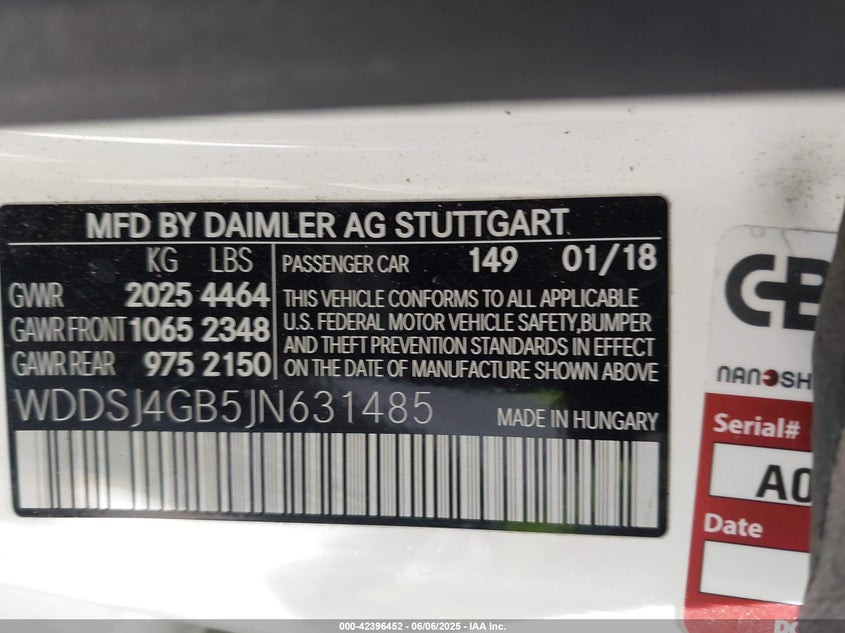 MFD BY DAIMLER AG STUTTGART
KG LBS
GVWR 2025 4464
GAWR FRONT 1065 2348
GAWR REAR 975 2150
PASSENGER CAR 149 01/18
THIS VEHICLE CONFORMS TO ALL APPLICABLE
U.S. FEDERAL MOTOR VEHICLE SAFETY,BUMPER
AND THEFT PREVENTION STANDARDS IN EFFECT
ON THE DATE OF MANUFACTURE SHOWN ABOVE
WDDSJ4GB5JN631485
MADE IN HUNGARY
Serial#
Date
000-42396452 - 06/06/2025 - IAA Inc.